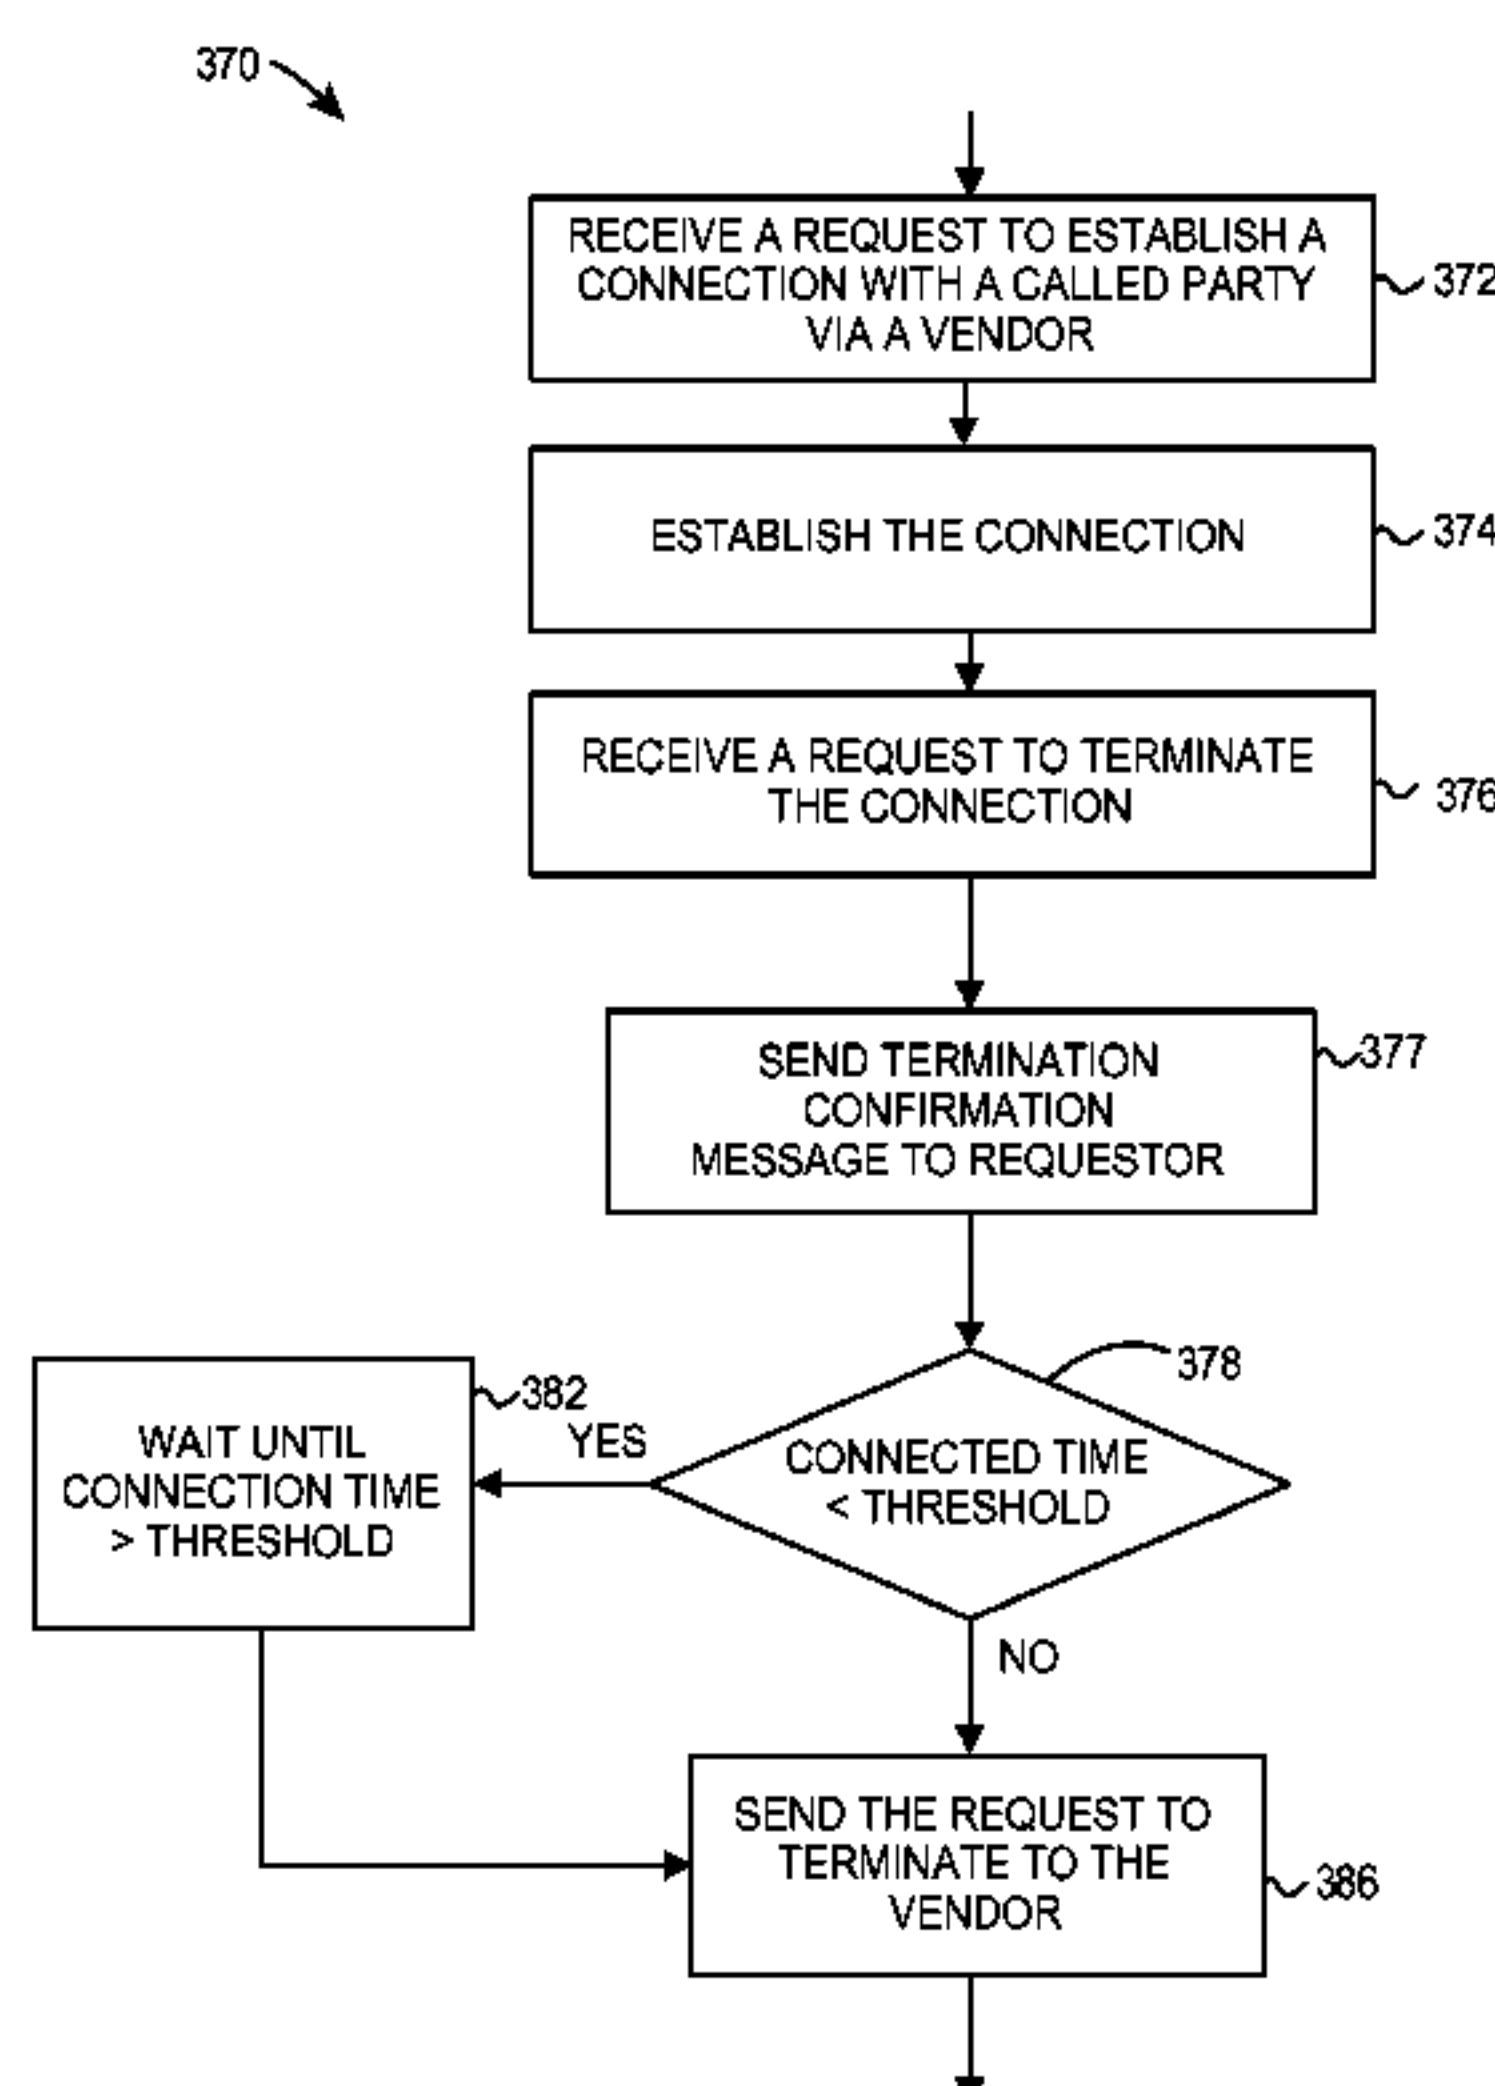 370
RECEIVE A REQUEST TO ESTABLISH A
CONNECTION WITH A CALLED PARTY
VIA A VENDOR
372
ESTABLISH THE CONNECTION
374
RECEIVE A REQUEST TO TERMINATE
THE CONNECTION
376
SEND TERMINATION
CONFIRMATION
MESSAGE TO REQUESTOR
377
378
CONNECTED TIME
< THRESHOLD
YES
382
WAIT UNTIL
CONNECTION TIME
> THRESHOLD
NO
SEND THE REQUEST TO
TERMINATE TO THE
VENDOR
386